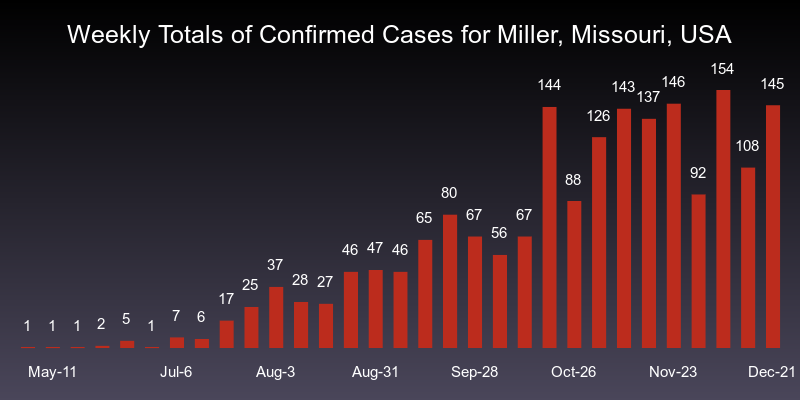 Weekly Totals of Confirmed Cases for Miller, Missouri, USA
1 1 1 2 5 1 7 6 17 25 37 28 27 46 47 46 65 80 67 56 67 144 88 126 143 137 146 92 154 108 145
May-11 Jul-6 Aug-3 Aug-31 Sep-28 Oct-26 Nov-23 Dec-21